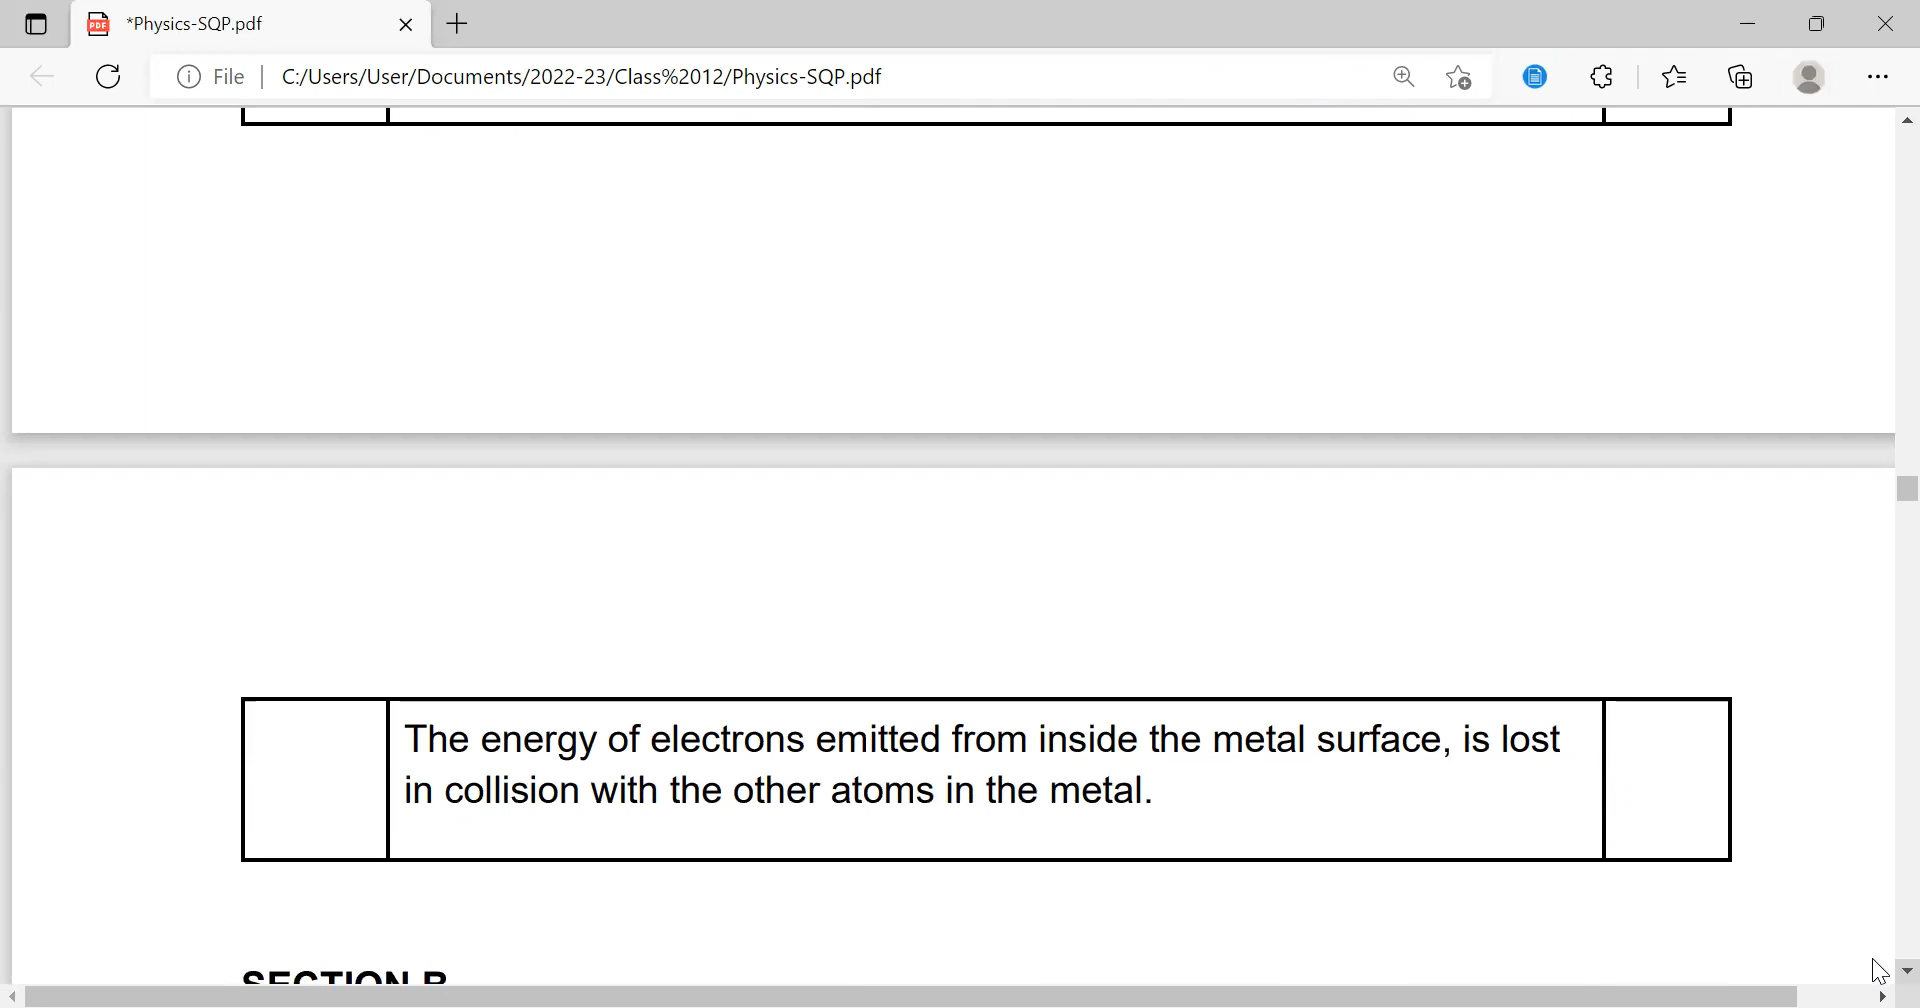 *Physics-SQP.pdf
File C:/Users/User/Documents/2022-23/Class%2012/Physics-SQP.pdf
The energy of electrons emitted from inside the metal surface, is lost
in collision with the other atoms in the metal.
SECTION B